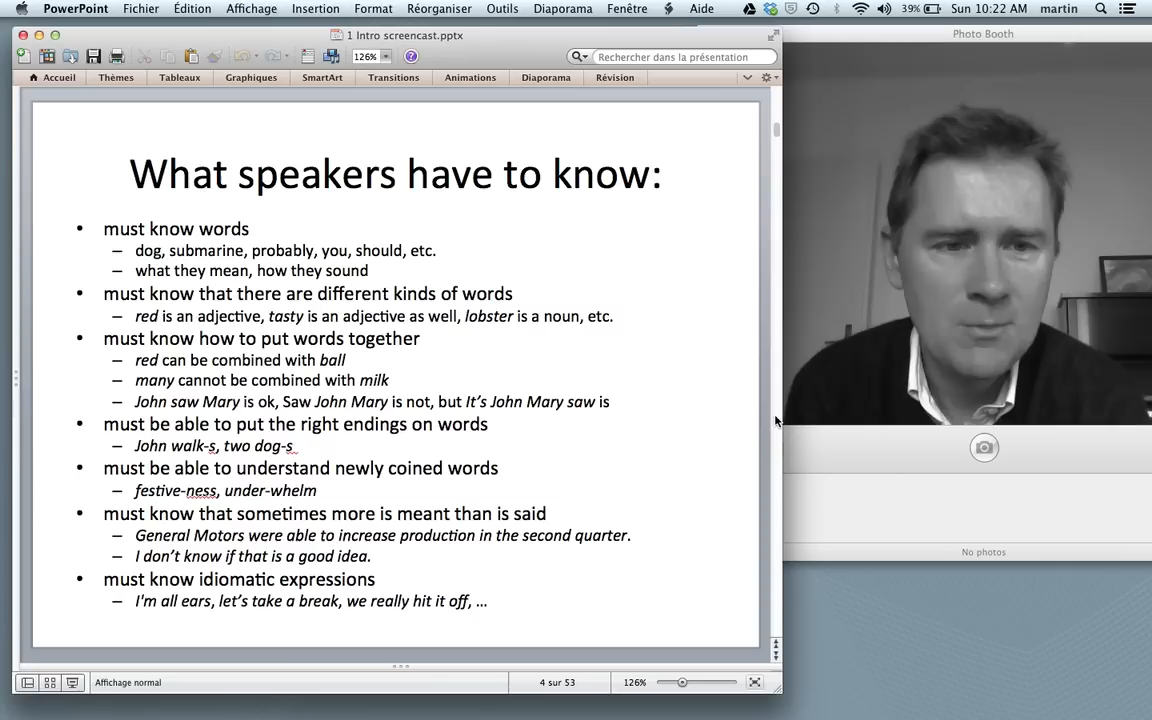 PowerPoint Fichier Édition Affichage Insertion Format Réorganiser Outils Diaporama Fenêtre Aide 39% Sun 10:22 AM martin
1 Intro screencast.pptx
Photo Booth
126% Rechercher dans la présentation
Accueil Thèmes Tableaux Graphiques SmartArt Transitions Animations Diaporama Révision
What speakers have to know:
• must know words
– dog, submarine, probably, you, should, etc.
– what they mean, how they sound
• must know that there are different kinds of words
– red is an adjective, tasty is an adjective as well, lobster is a noun, etc.
• must know how to put words together
– red can be combined with ball
– many cannot be combined with milk
– John saw Mary is ok, Saw John Mary is not, but It’s John Mary saw is
• must be able to put the right endings on words
– John walk-s, two dog-s
• must be able to understand newly coined words
– festive-ness, under-whelm
• must know that sometimes more is meant than is said
– General Motors were able to increase production in the second quarter.
– I don’t know if that is a good idea.
• must know idiomatic expressions
– I'm all ears, let’s take a break, we really hit it off, ...
No photos
Affichage normal 4 sur 53 126%